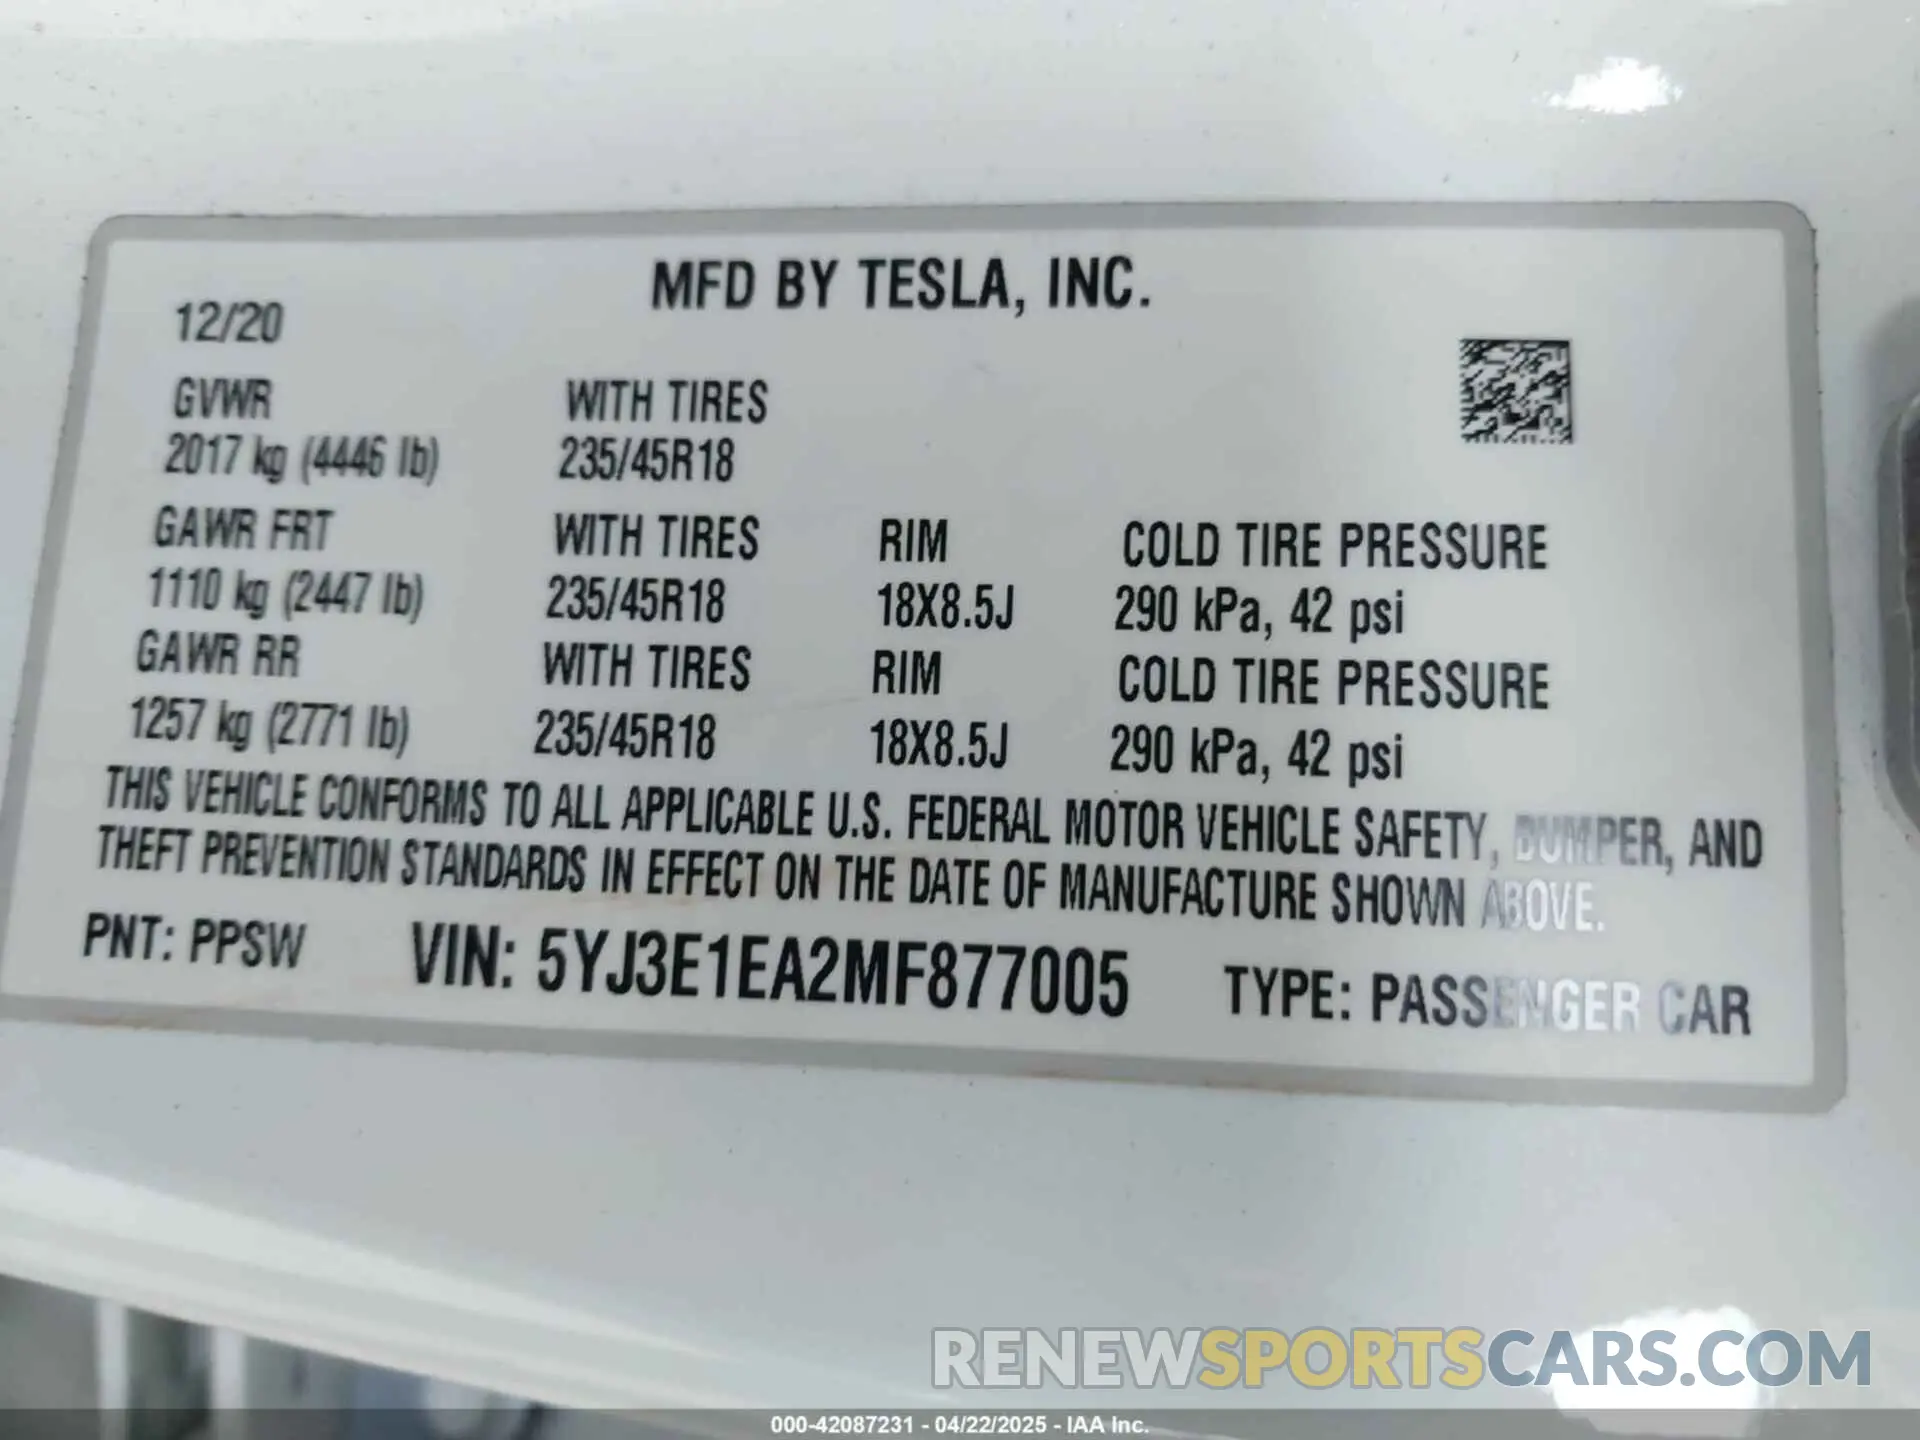 MFD BY TESLA, INC.
12/20
GVWR WITH TIRES
2017 kg (4446 lb) 235/45R18
GAWR FRT WITH TIRES RIM COLD TIRE PRESSURE
1110 kg (2447 lb) 235/45R18 18X8.5J 290 kPa, 42 psi
GAWR RR WITH TIRES RIM COLD TIRE PRESSURE
1257 kg (2771 lb) 235/45R18 18X8.5J 290 kPa, 42 psi
THIS VEHICLE CONFORMS TO ALL APPLICABLE U.S. FEDERAL MOTOR VEHICLE SAFETY, BUMPER, AND
THEFT PREVENTION STANDARDS IN EFFECT ON THE DATE OF MANUFACTURE SHOWN ABOVE.
PNT: PPSW VIN: 5YJ3E1EA2MF877005 TYPE: PASSENGER CAR
RENEWSPORTSCARS.COM
000-42087231 - 04/22/2025 - IAA Inc.